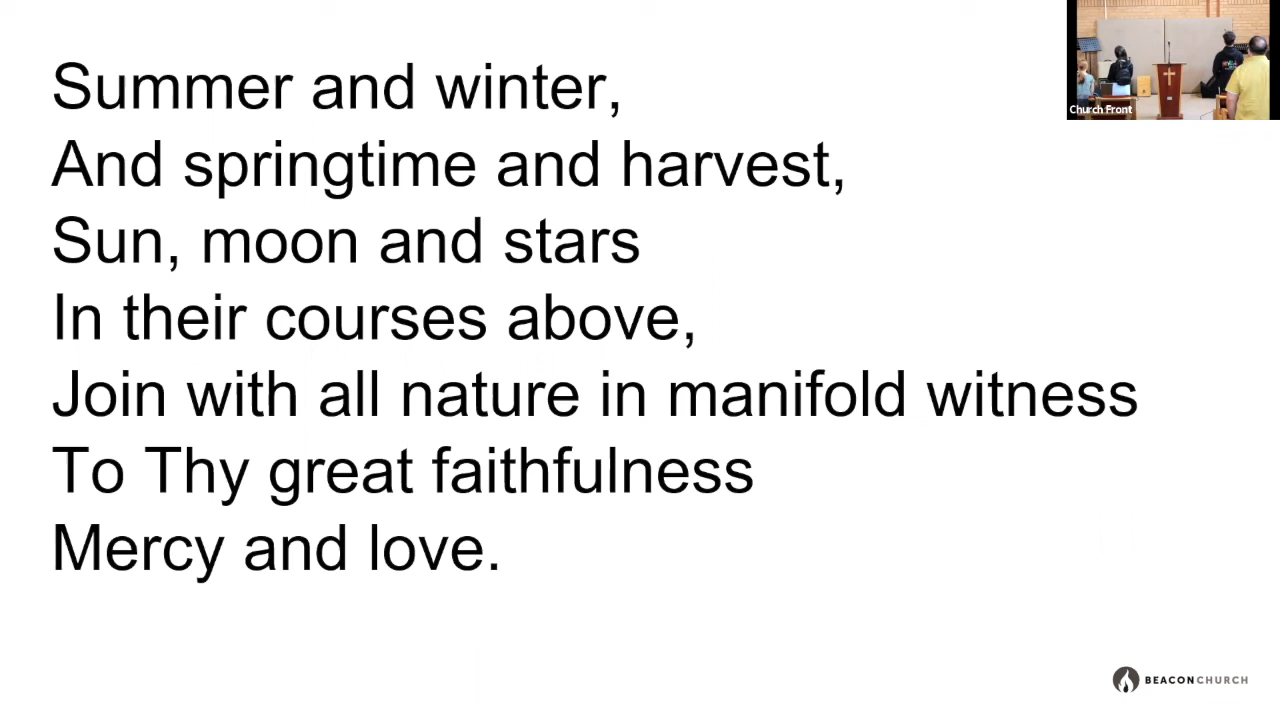 Summer and winter,
And springtime and harvest,
Sun, moon and stars
In their courses above,
Join with all nature in manifold witness
To Thy great faithfulness
Mercy and love.
Church Front
BEACONCHURCH